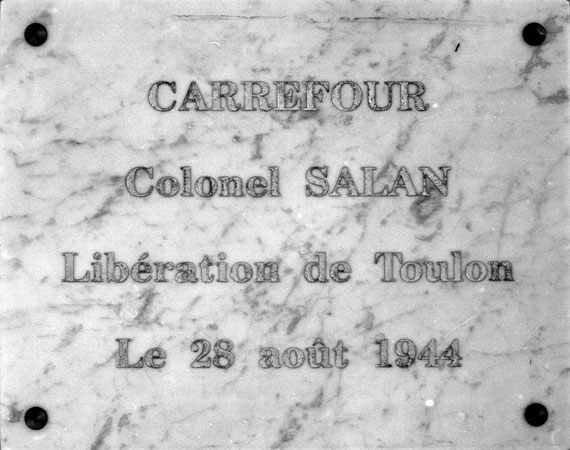 CARREFOUR
Colonel SALAN
Libération de Toulon
Le 28 août 1944